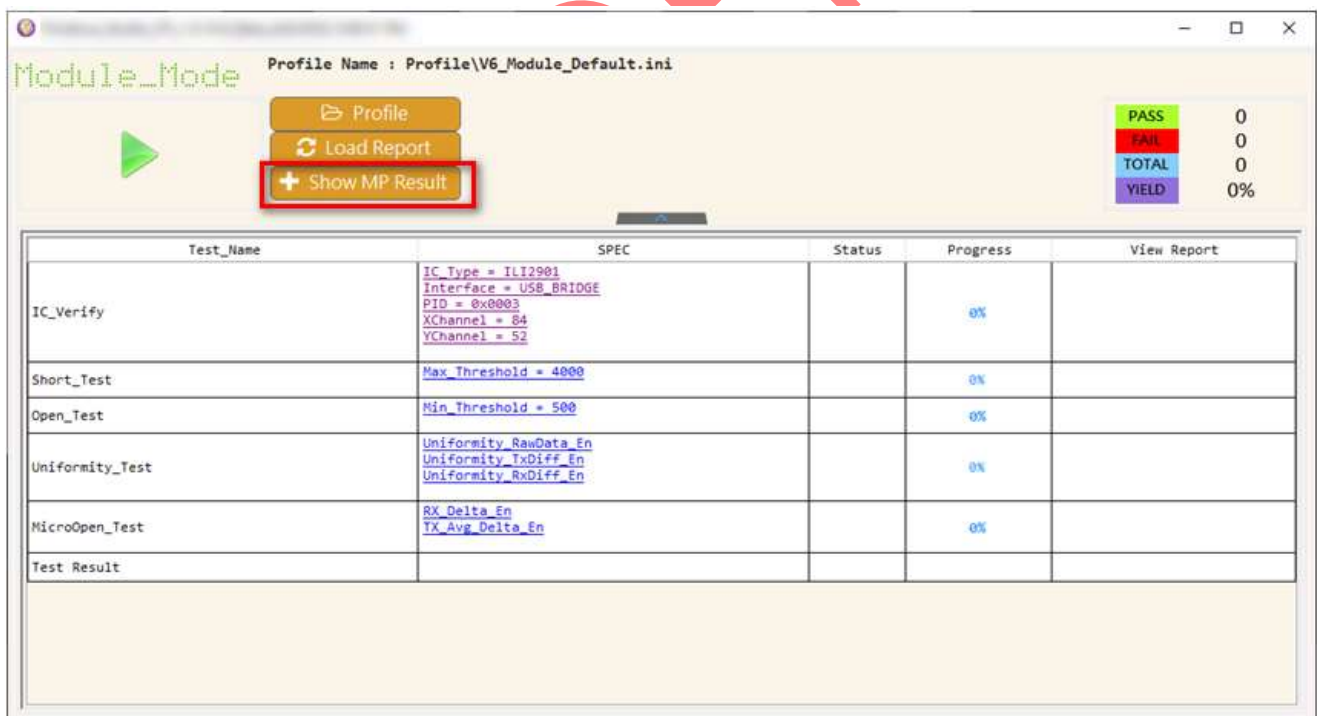 Module_Mode
Profile Name : Profile\V6_Module_Default.ini
Profile
Load Report
Show MP Result
PASS 0
FAIL 0
TOTAL 0
YIELD 0%
Test_Name SPEC Status Progress View Report
IC_Verify
IC_Type = ILI2901
Interface = USB_BRIDGE
PID = 0x0003
XChannel = 84
YChannel = 52
0%
Short_Test Max_Threshold = 4000 0%
Open_Test Min_Threshold = 500 0%
Uniformity_Test
Uniformity_RawData_En
Uniformity_TxDiff_En
Uniformity_RxDiff_En
0%
MicroOpen_Test
RX_Delta_En
TX_Avg_Delta_En
0%
Test Result